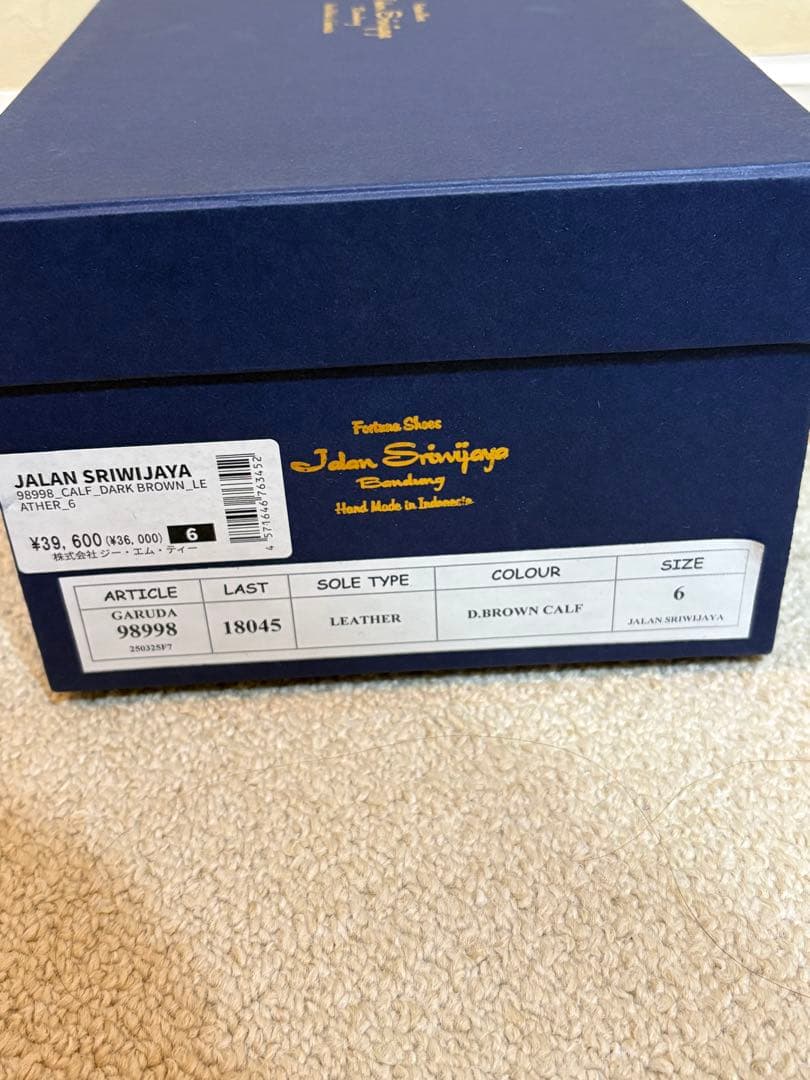 Fortuna Shoes
Jalan Sriwijaya
Bandung
Hand Made in Indonesia
JALAN SRIWIJAYA
98998_CALF_DARK BROWN_LE
ATHER_6
¥39,600(¥36,000) 6
株式会社 ジー・エム・ティー
4571646763452
ARTICLE LAST SOLE TYPE COLOUR SIZE
GARUDA
98998 18045 LEATHER D.BROWN CALF 6
250325F7 JALAN SRIWIJAYA